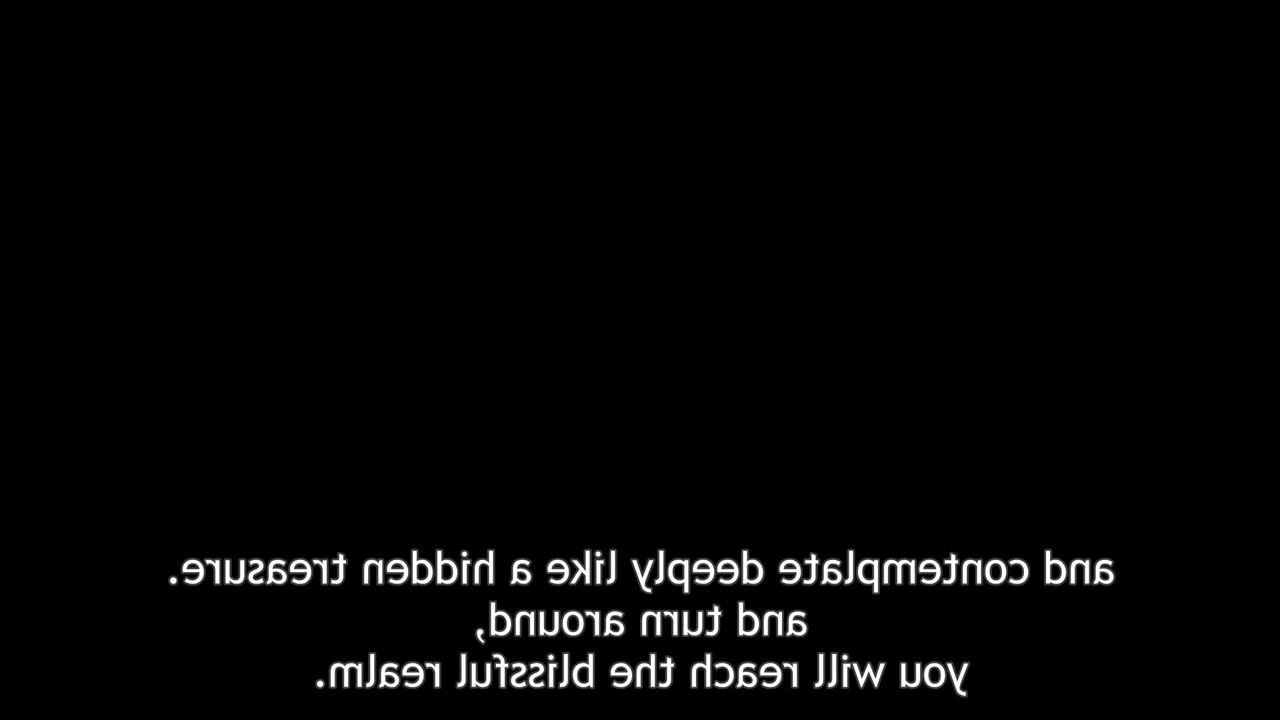 and contemplate deeply like a hidden treasure.
and turn around,
you will reach the blissful realm.